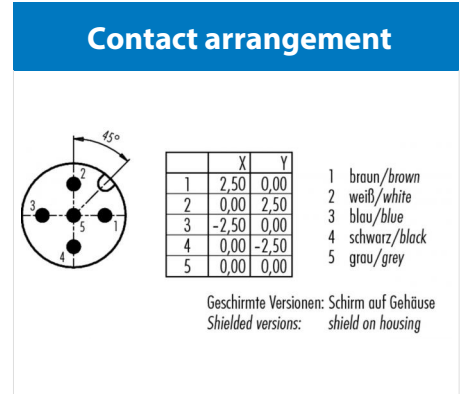 Contact arrangement
45°
2
3
5
1
4
X Y
1 2,50 0,00
2 0,00 2,50
3 -2,50 0,00
4 0,00 -2,50
5 0,00 0,00
1 braun/brown
2 weiß/white
3 blau/blue
4 schwarz/black
5 grau/grey
Geschirmte Versionen: Schirm auf Gehäuse
Shielded versions: shield on housing